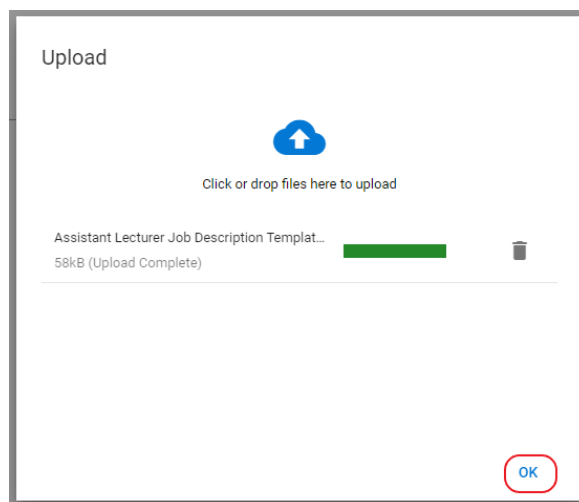 Upload
Click or drop files here to upload
Assistant Lecturer Job Description Templat...
58kB (Upload Complete)
OK